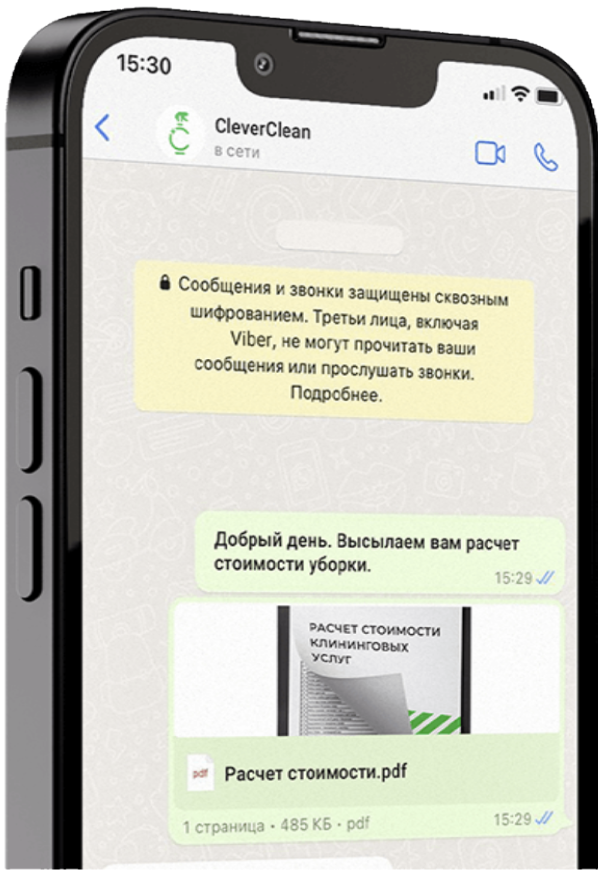 15:30
CleverClean
в сети
Сообщения и звонки защищены сквозным
шифрованием. Третьи лица, включая
Viber, не могут прочитать ваши
сообщения или прослушать звонки.
Подробнее.
Добрый день. Высылаем вам расчет
стоимости уборки.
15:29
РАСЧЕТ СТОИМОСТИ
КЛИНИНГОВЫХ
УСЛУГ
pdf
Расчет стоимости.pdf
1 страница • 485 КБ • pdf
15:29